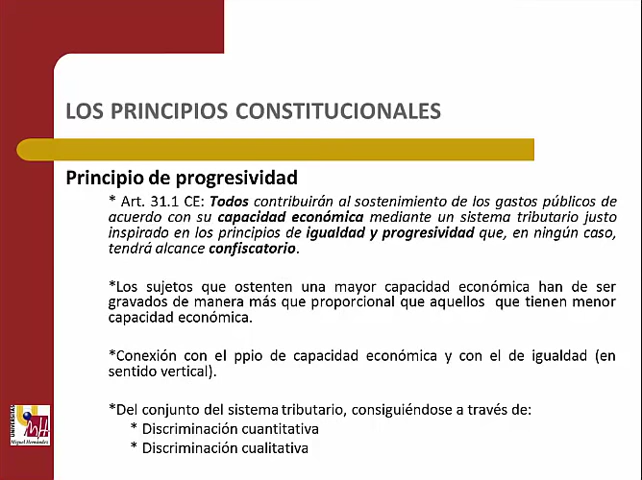 LOS PRINCIPIOS CONSTITUCIONALES
Principio de progresividad
* Art. 31.1 CE: Todos contribuirán al sostenimiento de los gastos públicos de
acuerdo con su capacidad económica mediante un sistema tributario justo
inspirado en los principios de igualdad y progresividad que, en ningún caso,
tendrá alcance confiscatorio.
*Los sujetos que ostenten una mayor capacidad económica han de ser
gravados de manera más que proporcional que aquellos que tienen menor
capacidad económica.
*Conexión con el ppio de capacidad económica y con el de igualdad (en
sentido vertical).
*Del conjunto del sistema tributario, consiguiéndose a través de:
* Discriminación cuantitativa
* Discriminación cualitativa
UNIVERSITAS
Miguel Hernández